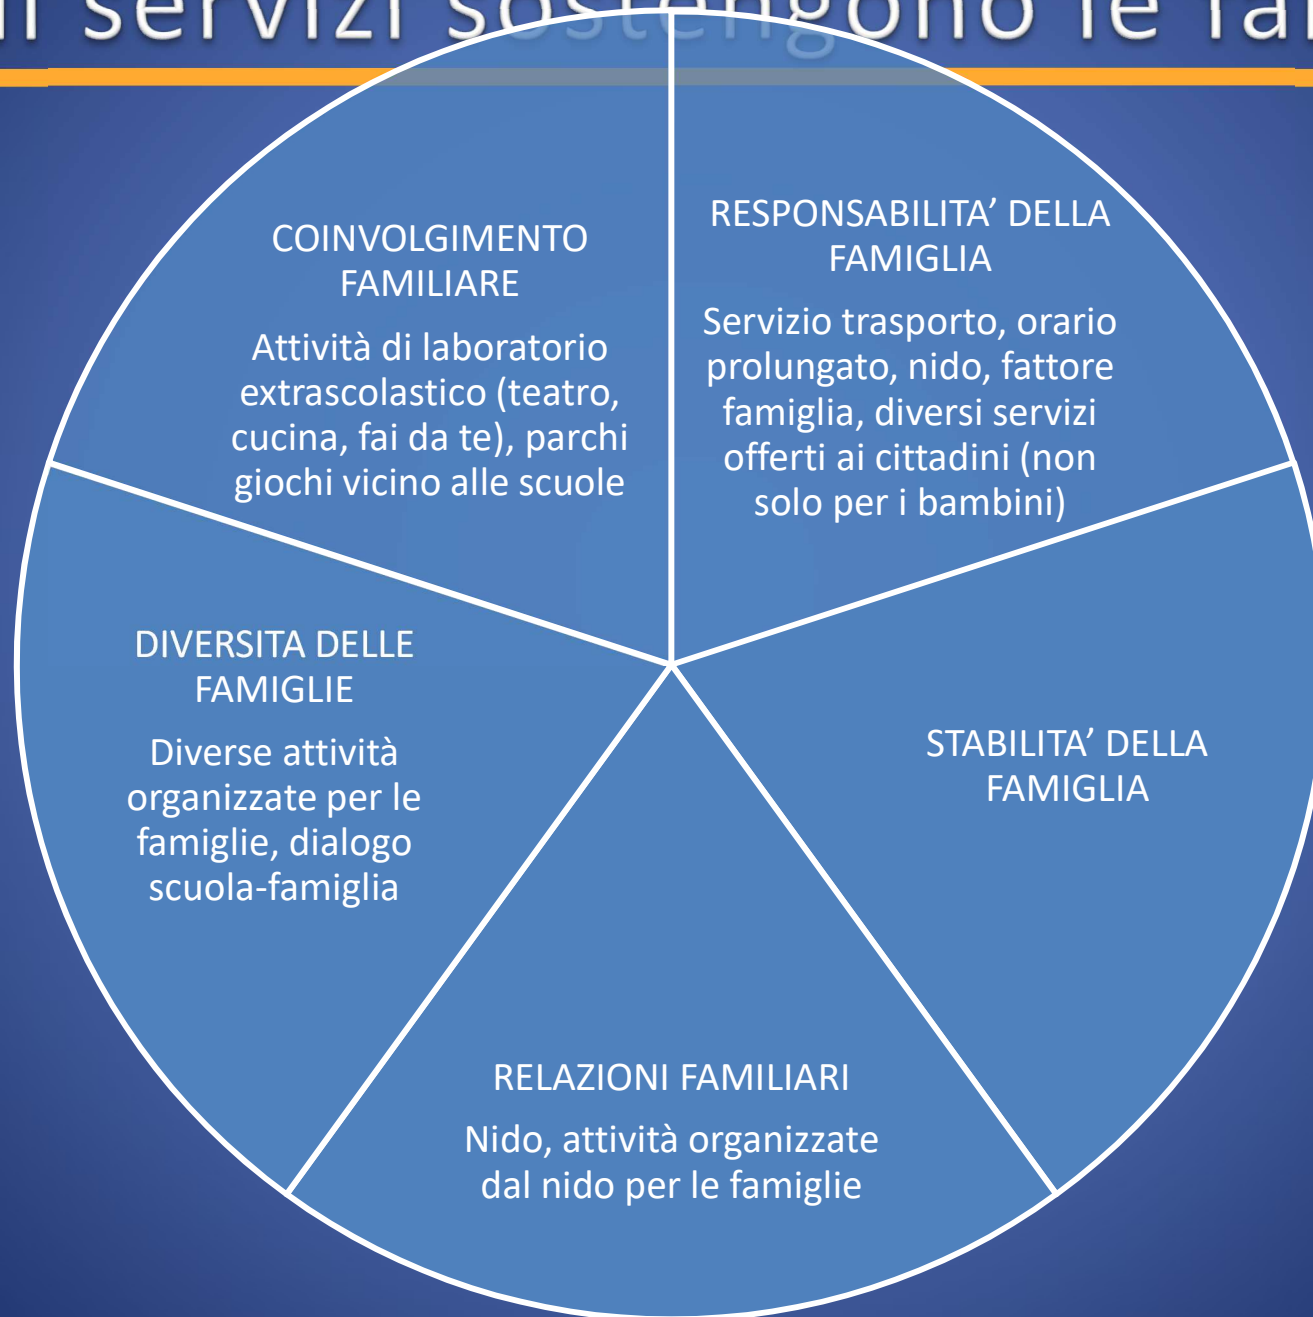 servizi sostengono le
COINVOLGIMENTO
FAMILIARE
Attività di laboratorio
extrascolastico (teatro,
cucina, fai da te), parchi
giochi vicino alle scuole
RESPONSABILITA’ DELLA
FAMIGLIA
Servizio trasporto, orario
prolungato, nido, fattore
famiglia, diversi servizi
offerti ai cittadini (non
solo per i bambini)
STABILITA’ DELLA
FAMIGLIA
RELAZIONI FAMILIARI
Nido, attività organizzate
dal nido per le famiglie
DIVERSITA DELLE
FAMIGLIE
Diverse attività
organizzate per le
famiglie, dialogo
scuola-famiglia